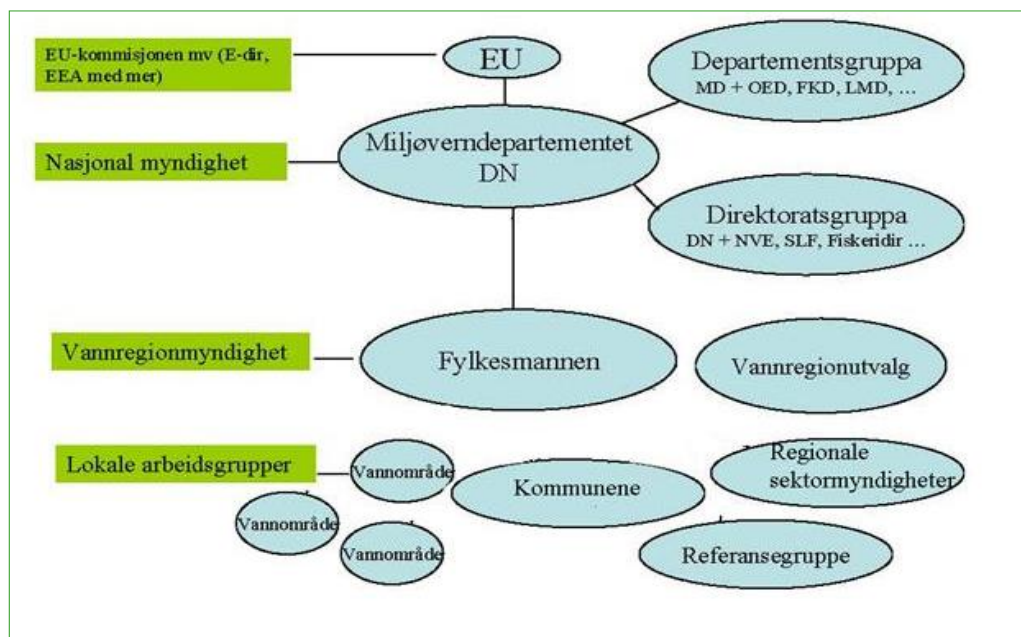 EU-kommisjonen mv (E-dir,
EEA med mer)
EU
Departementsgruppa
MD + OED, FKD, LMD, ...
Nasjonal myndighet
Miljøverndepartementet
DN
Direktoratsgruppa
DN + NVE, SLF, Fiskeridir ...
Vannregionmyndighet
Fylkesmannen
Vannregionutvalg
Lokale arbeidsgrupper
Vannområde
Kommunene
Regionale
sektormyndigheter
Vannområde
Vannområde
Referansegruppe